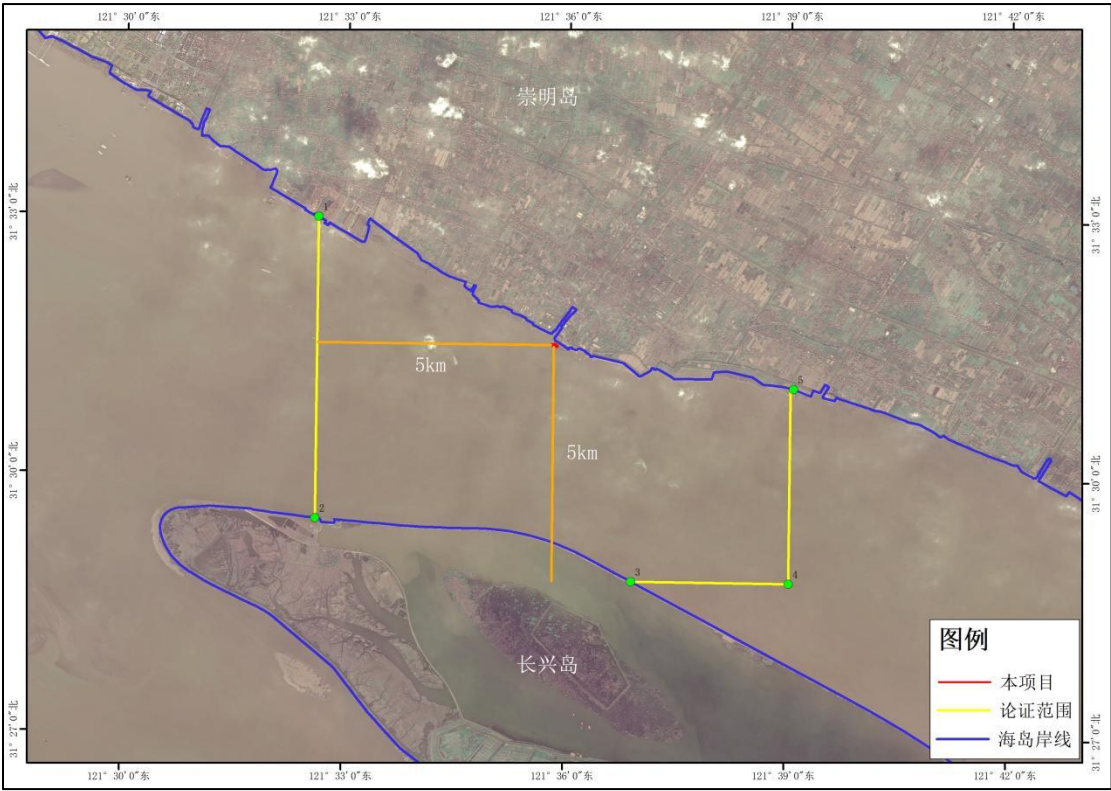 121° 30′0″东
121° 33′0″东
121° 36′0″东
121° 39′0″东
121° 42′0″东
崇明岛
31° 33′0″北
1
31° 33′0″北
5km
5
5km
31° 30′0″北
31° 30′0″北
2
3
4
图例
长兴岛
本项目
论证范围
海岛岸线
31° 27′0″北
31° 27′0″北
121° 30′0″东
121° 33′0″东
121° 36′0″东
121° 39′0″东
121° 42′0″东